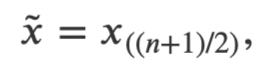 x̃ = x₍₍ₙ₊₁₎/₂₎,